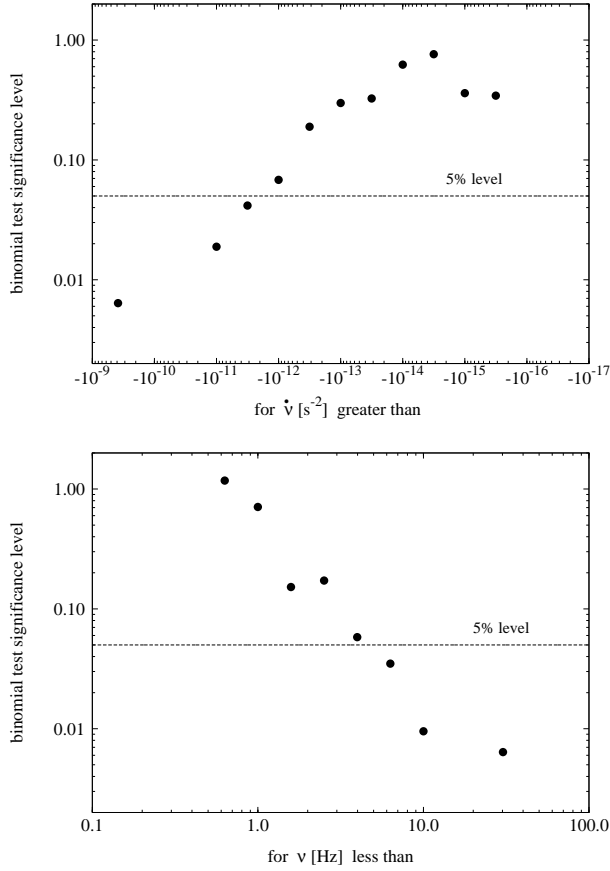 1.00
0.10
0.01
binomial test significance level
5% level
-10^-9 -10^-10 -10^-11 -10^-12 -10^-13 -10^-14 -10^-15 -10^-16 -10^-17
for ν̇ [s^-2] greater than
1.00
0.10
0.01
binomial test significance level
5% level
0.1 1.0 10.0 100.0
for ν [Hz] less than